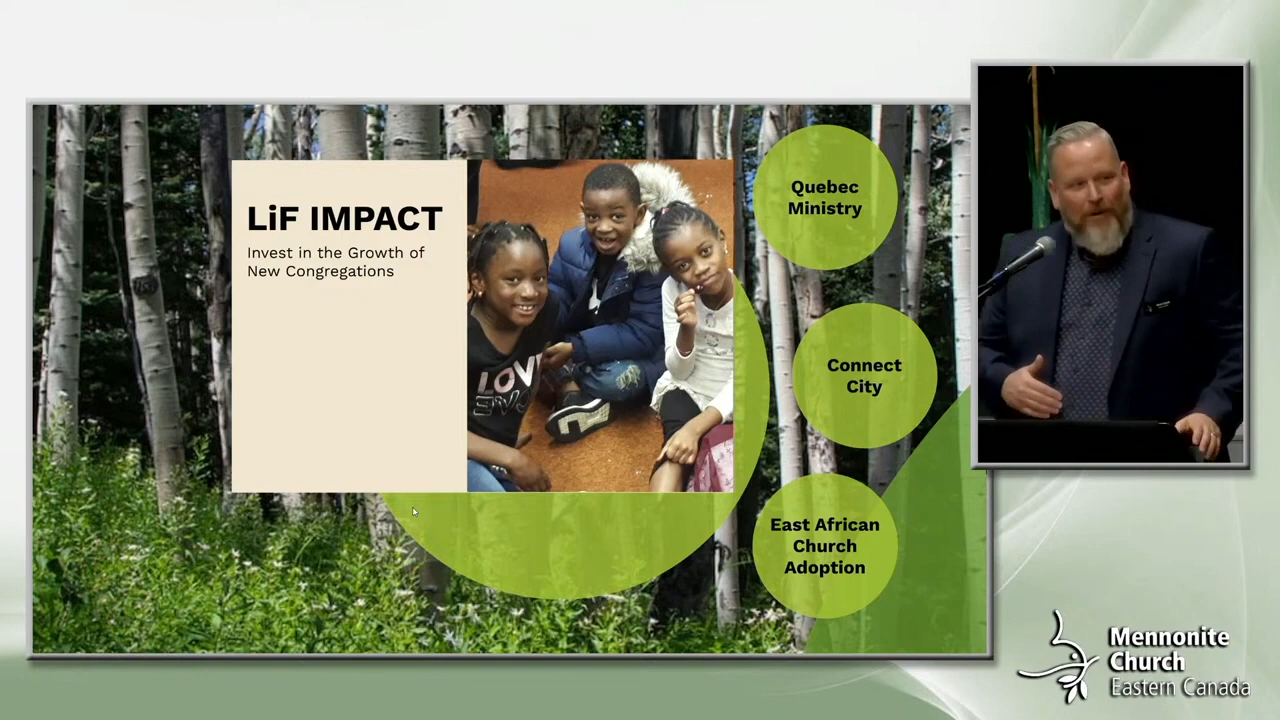 LiF IMPACT
Invest in the Growth of
New Congregations
LOVE
Quebec
Ministry
Connect
City
East African
Church
Adoption
Mennonite
Church
Eastern Canada